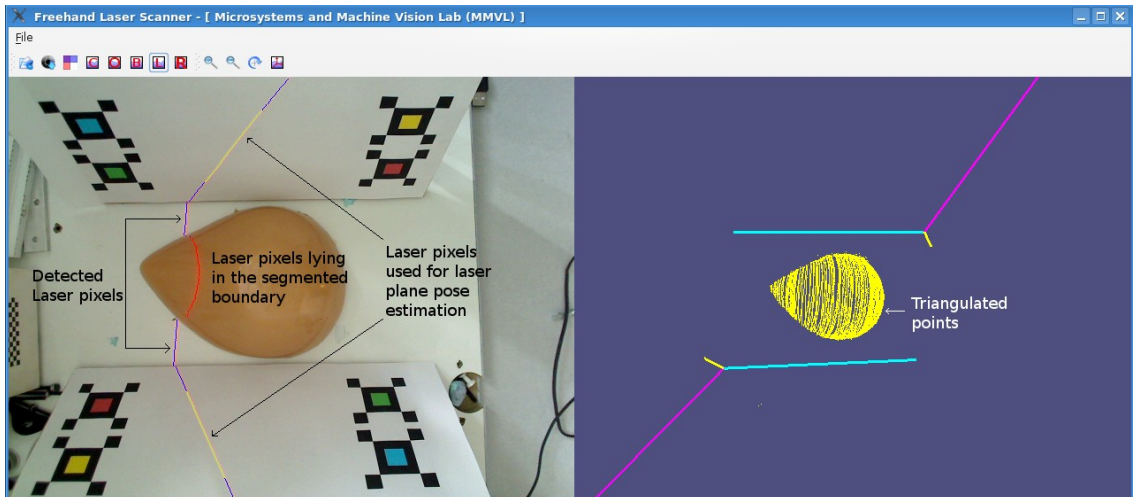 Freehand Laser Scanner - [ Microsystems and Machine Vision Lab (MMVL) ]
File
C O B L R
Detected
Laser pixels
Laser pixels lying
in the segmented
boundary
Laser pixels
used for laser
plane pose
estimation
Triangulated
points